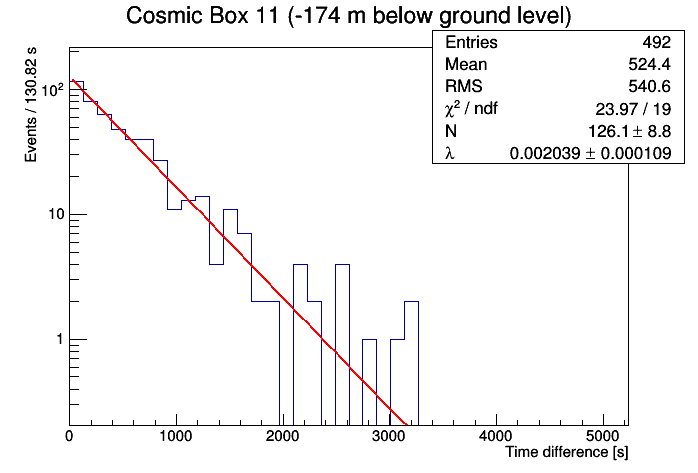 Cosmic Box 11 (-174 m below ground level)
Entries 492
Mean 524.4
RMS 540.6
χ² / ndf 23.97 / 19
N 126.1 ± 8.8
λ 0.002039 ± 0.000109
Events / 130.82 s
10²
10
1
0 1000 2000 3000 4000 5000
Time difference [s]